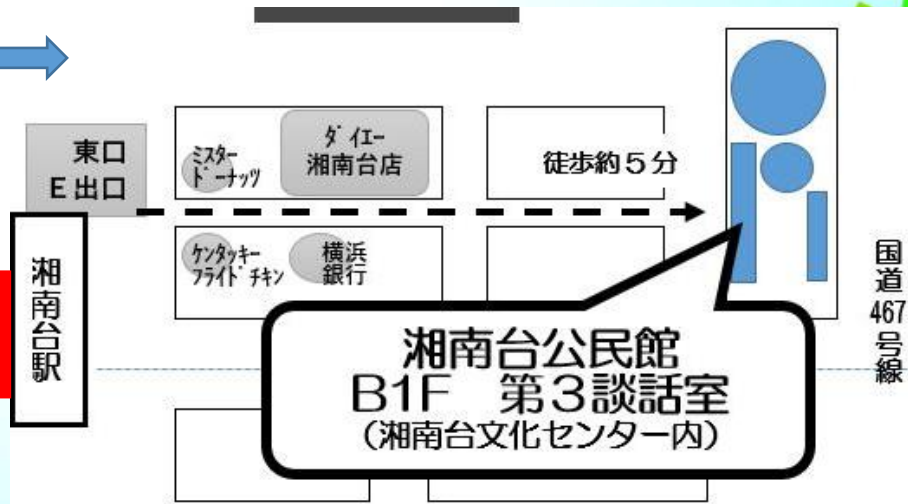 東口
E出口
ミスター
ドーナッツ
ダイエー
湘南台店
徒歩約5分
ケンタッキー
フライドチキン
横浜
銀行
湘南台駅
国道467号線
湘南台公民館
B1F 第3談話室
(湘南台文化センター内)